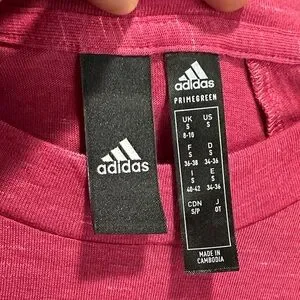 adidas
adidas
PRIMEGREEN
UK US
S S
8-10
F D
S S
36-38 34-36
I E
S S
40-42 34-36
CDN J
S/P OT
MADE IN
CAMBODIA